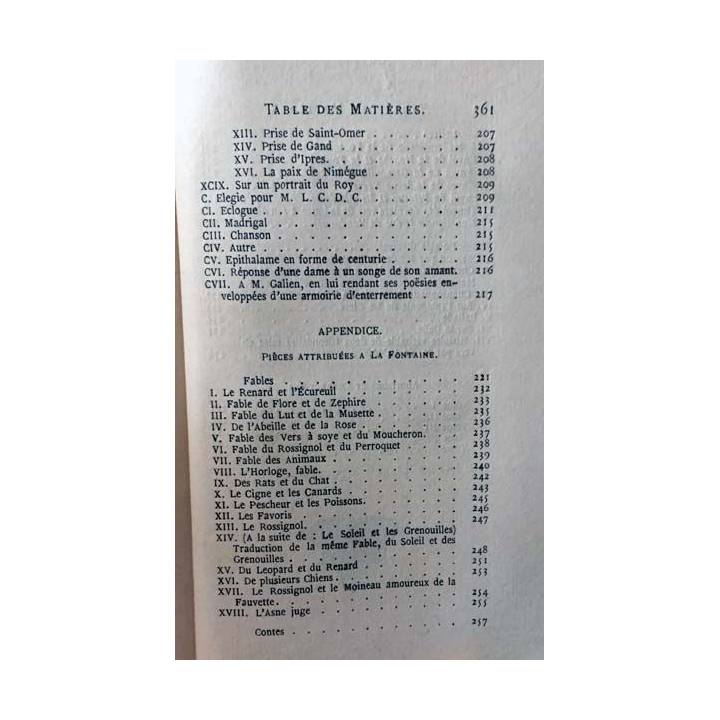 TABLE DES MATIÈRES. 361
XIII. Prise de Saint-Omer . . . . . . 207
XIV. Prise de Gand . . . . . . . . 207
XV. Prise d'Ipres. . . . . . . . . 208
XVI. La paix de Nimégue . . . . . . 208
XCIX. Sur un portrait du Roy . . . . . . . 209
C. Elegie pour M. L. C. D. C. . . . . . . . 209
CI. Eclogue . . . . . . . . . . . . 211
CII. Madrigal . . . . . . . . . . . 215
CIII. Chanson . . . . . . . . . . . 215
CIV. Autre . . . . . . . . . . . . 215
CV. Epithalame en forme de centurie . . . . . 216
CVI. Réponse d'une dame à un songe de son amant. 216
CVII. A M. Galien, en lui rendant ses poësies en-
veloppées d'une armoirie d'enterrement . . . 217
APPENDICE.
PIÈCES ATTRIBUÉES A LA FONTAINE.
Fables . . . . . . . . . . . . 221
I. Le Renard et l'Écureuil . . . . . . . . 232
II. Fable de Flore et de Zephire . . . . . . 233
III. Fable du Lut et de la Musette . . . . . . 235
IV. De l'Abeille et de la Rose . . . . . . . 236
V. Fable des Vers à soye et du Moucheron. . . . 237
VI. Fable du Rossignol et du Perroquet . . . . 238
VII. Fable des Animaux . . . . . . . . . 239
VIII. L'Horloge, fable. . . . . . . . . . 240
IX. Des Rats et du Chat . . . . . . . . . 242
X. Le Cigne et les Canards . . . . . . . . 243
XI. Le Pescheur et les Poissons. . . . . . . 245
XII. Les Favoris . . . . . . . . . . . 246
XIII. Le Rossignol. . . . . . . . . . . 247
XIV. (A la suite de : Le Soleil et les Grenouilles)
Traduction de la même Fable, du Soleil et des
Grenouilles . . . . . . . . . . . 248
XV. Du Leopard et du Renard . . . . . . . 251
XVI. De plusieurs Chiens . . . . . . . . . 253
XVII. Le Rossignol et le Moineau amoureux de la
Fauvette. . . . . . . . . . . . 254
XVIII. L'Asne juge . . . . . . . . . . 255
Contes . . . . . . . . . . . . 257